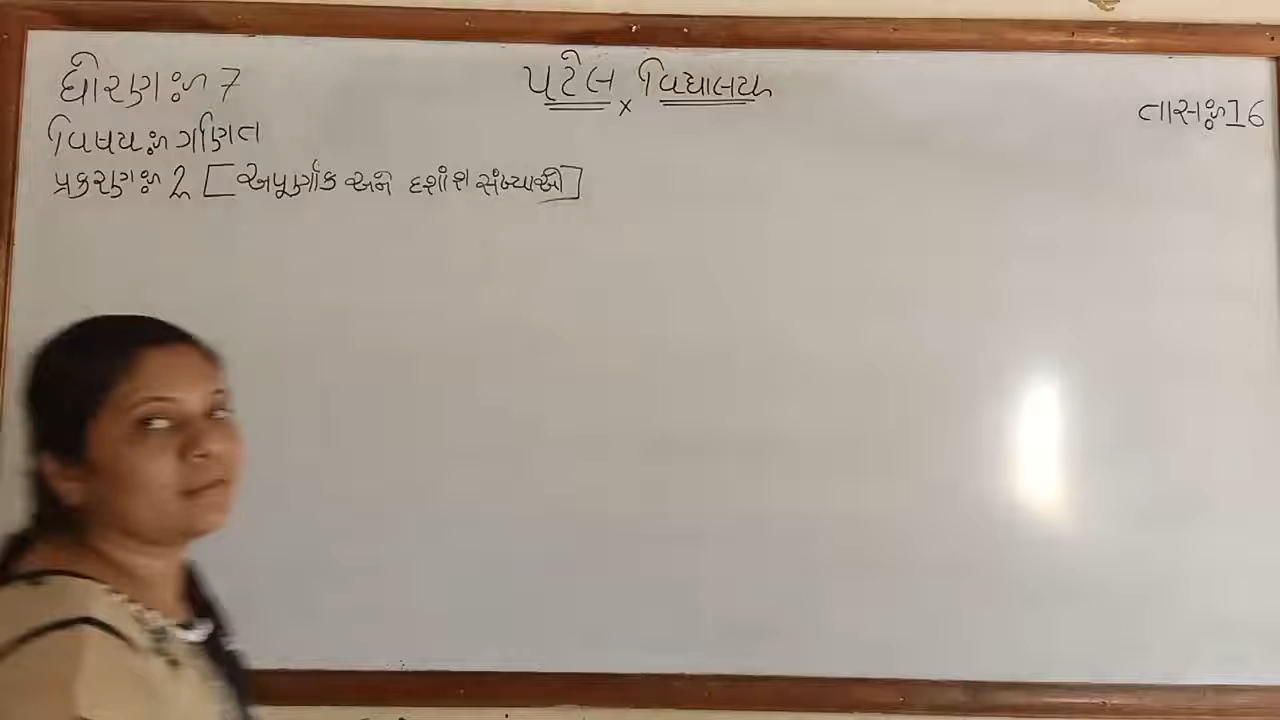 પટેલ વિદ્યાલય
ધોરણઃ 7
તાસઃ 16
વિષયઃ ગણિત
પ્રકરણઃ 2 [અપૂર્ણાંક અને દશાંશ સંખ્યાઓ]